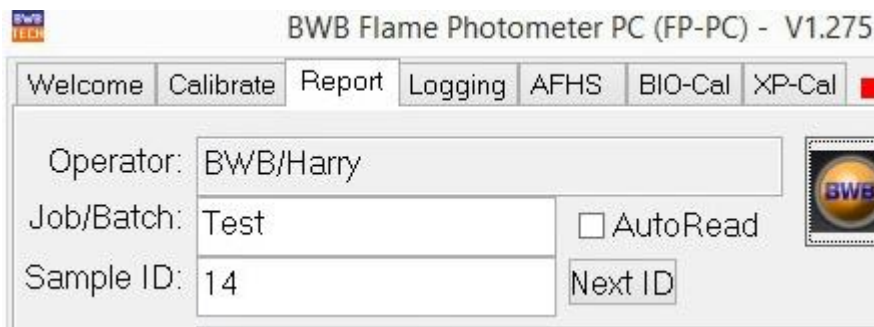 BWB TECH
BWB Flame Photometer PC (FP-PC) - V1.275
Welcome Calibrate Report Logging AFHS BIO-Cal XP-Cal
Operator: BWB/Harry
BWB
Job/Batch: Test AutoRead
Sample ID: 14 Next ID